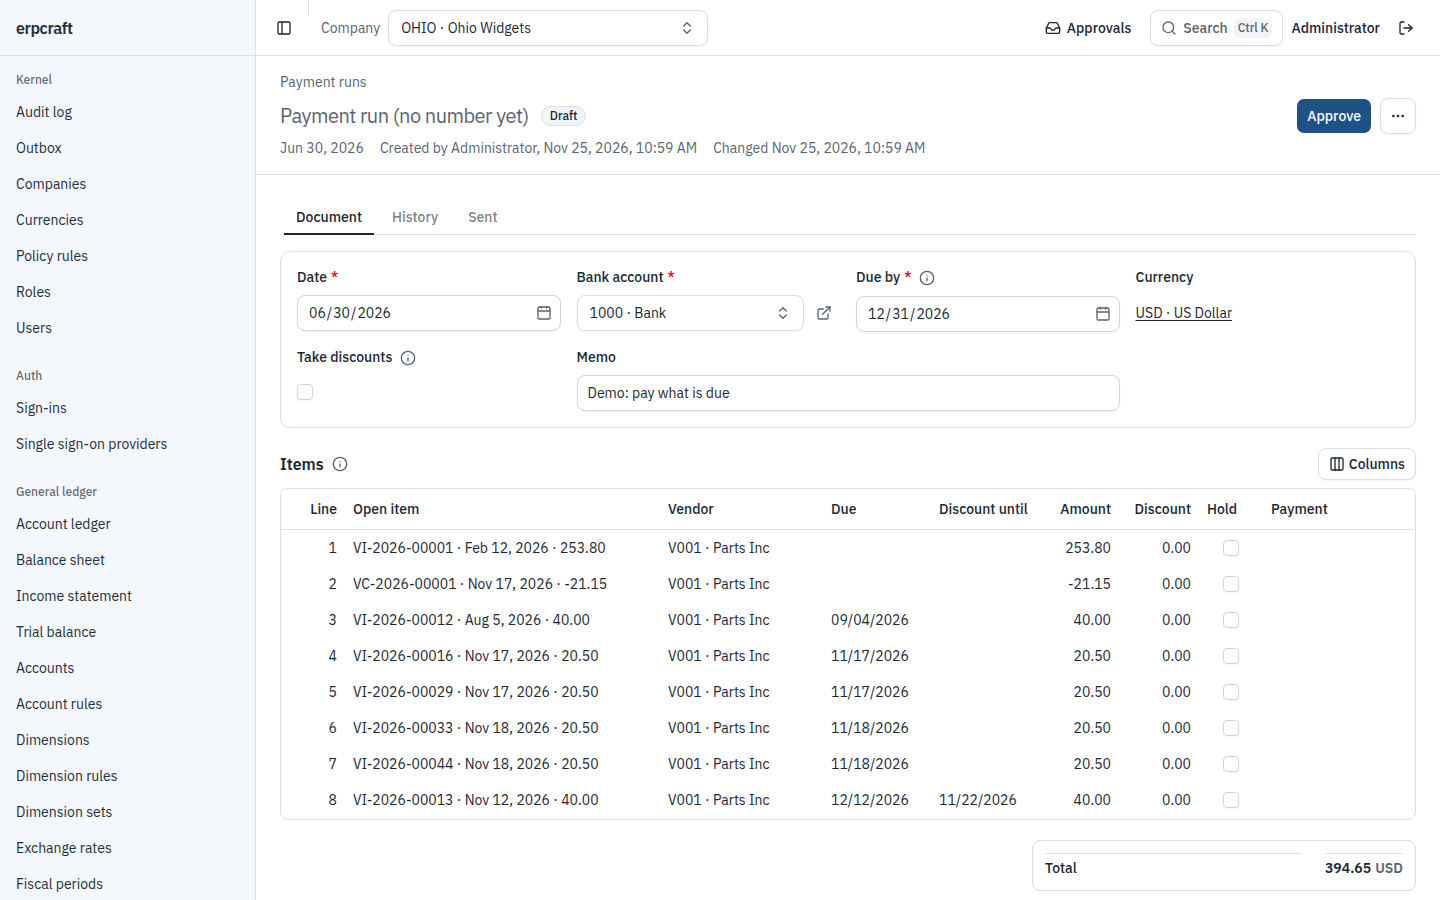 erpcraft
Company
OHIO · Ohio Widgets
Approvals
Search Ctrl K
Administrator
Kernel
Audit log
Outbox
Companies
Currencies
Policy rules
Roles
Users
Auth
Sign-ins
Single sign-on providers
General ledger
Account ledger
Balance sheet
Income statement
Trial balance
Accounts
Account rules
Dimensions
Dimension rules
Dimension sets
Exchange rates
Fiscal periods
Payment runs
Payment run (no number yet) Draft
Approve
Jun 30, 2026 Created by Administrator, Nov 25, 2026, 10:59 AM Changed Nov 25, 2026, 10:59 AM
Document History Sent
Date * Bank account * Due by * Currency
06/30/2026 1000 · Bank 12/31/2026 USD · US Dollar
Take discounts Memo
Demo: pay what is due
Items
Columns
Line Open item Vendor Due Discount until Amount Discount Hold Payment
1 VI-2026-00001 · Feb 12, 2026 · 253.80 V001 · Parts Inc 253.80 0.00
2 VC-2026-00001 · Nov 17, 2026 · -21.15 V001 · Parts Inc -21.15 0.00
3 VI-2026-00012 · Aug 5, 2026 · 40.00 V001 · Parts Inc 09/04/2026 40.00 0.00
4 VI-2026-00016 · Nov 17, 2026 · 20.50 V001 · Parts Inc 11/17/2026 20.50 0.00
5 VI-2026-00029 · Nov 17, 2026 · 20.50 V001 · Parts Inc 11/17/2026 20.50 0.00
6 VI-2026-00033 · Nov 18, 2026 · 20.50 V001 · Parts Inc 11/18/2026 20.50 0.00
7 VI-2026-00044 · Nov 18, 2026 · 20.50 V001 · Parts Inc 11/18/2026 20.50 0.00
8 VI-2026-00013 · Nov 12, 2026 · 40.00 V001 · Parts Inc 12/12/2026 11/22/2026 40.00 0.00
Total 394.65 USD